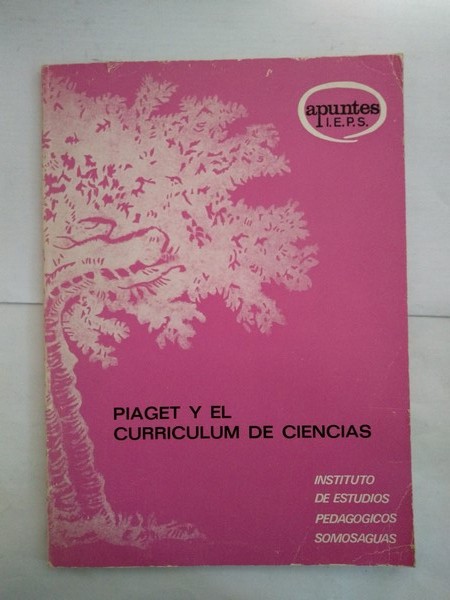 apuntes
I.E.P.S.
PIAGET Y EL
CURRICULUM DE CIENCIAS
INSTITUTO
DE ESTUDIOS
PEDAGOGICOS
SOMOSAGUAS